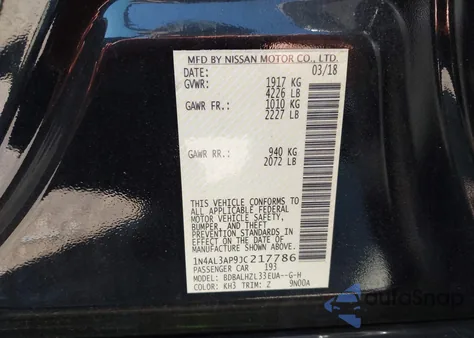 MFD BY NISSAN MOTOR CO., LTD.
DATE: 03/18
GVWR: 1917 KG
4226 LB
GAWR FR.: 1010 KG
2227 LB
GAWR RR.: 940 KG
2072 LB
THIS VEHICLE CONFORMS TO
ALL APPLICABLE FEDERAL
MOTOR VEHICLE SAFETY,
BUMPER, AND THEFT
PREVENTION STANDARDS
IN EFFECT ON THE DATE OF
MANUFACTURE SHOWN ABOVE.
1N4AL3AP9JC217786
PASSENGER CAR 193
MODEL: BDBALHZL33EUA--G-H
COLOR: KH3 TRIM: Z 9N00A
AutoSnap